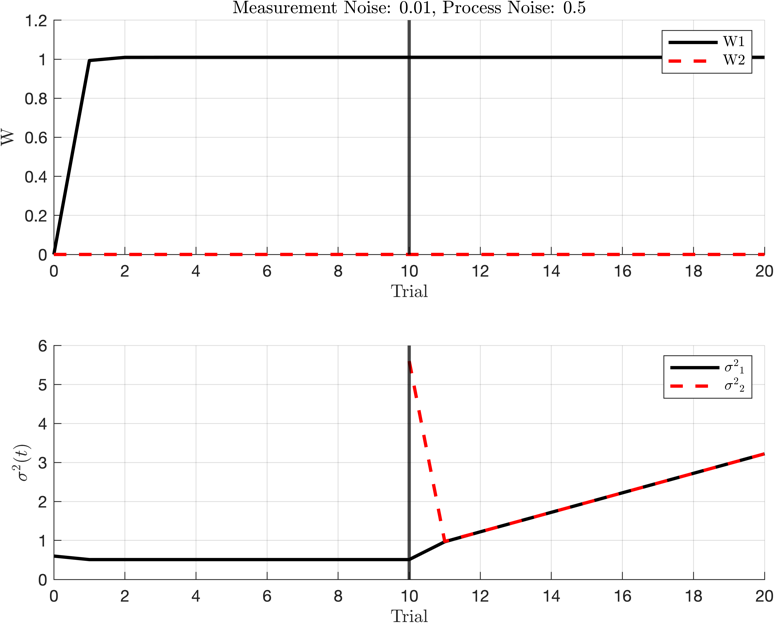 Measurement Noise: 0.01, Process Noise: 0.5
1.2
1
0.8
0.6
0.4
0.2
0
W
W1
W2
0 2 4 6 8 10 12 14 16 18 20
Trial
6
5
4
3
2
1
0
σ²(t)
σ²₁
σ²₂
0 2 4 6 8 10 12 14 16 18 20
Trial